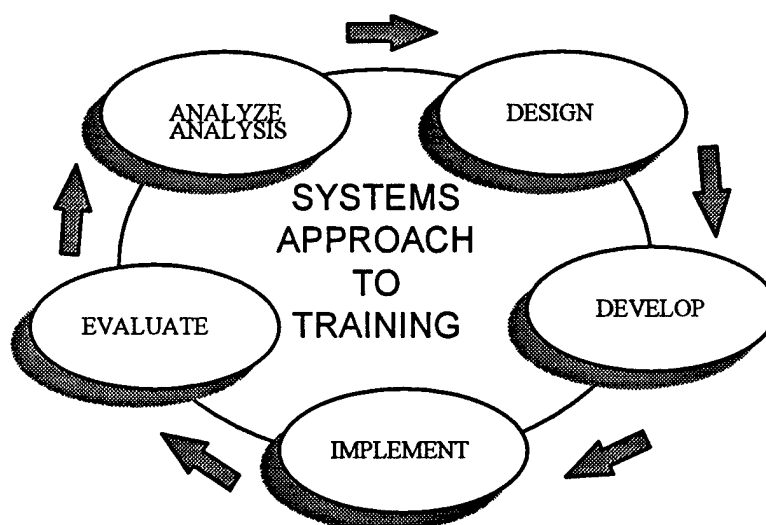 ANALYZE
ANALYSIS
DESIGN
SYSTEMS
APPROACH
TO
TRAINING
DEVELOP
EVALUATE
IMPLEMENT